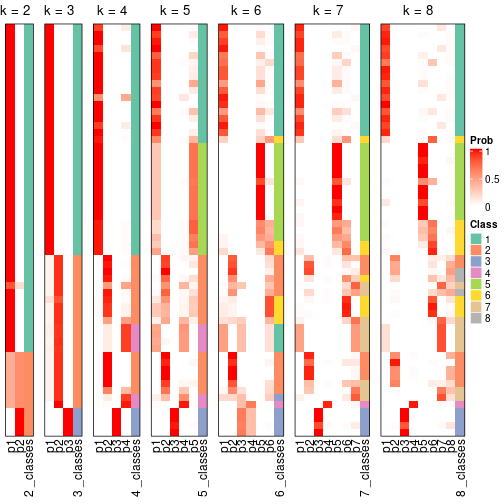 k = 2 k = 3 k = 4 k = 5 k = 6 k = 7 k = 8
Prob
1
0.5
0
Class
1
2
3
4
5
6
7
8
p1
p2
2_classes
p1
p2
p3
3_classes
p1
p2
p3
p4
4_classes
p1
p2
p3
p4
p5
5_classes
p1
p2
p3
p4
p5
p6
6_classes
p1
p2
p3
p4
p5
p6
p7
7_classes
p1
p2
p3
p4
p5
p6
p7
p8
8_classes